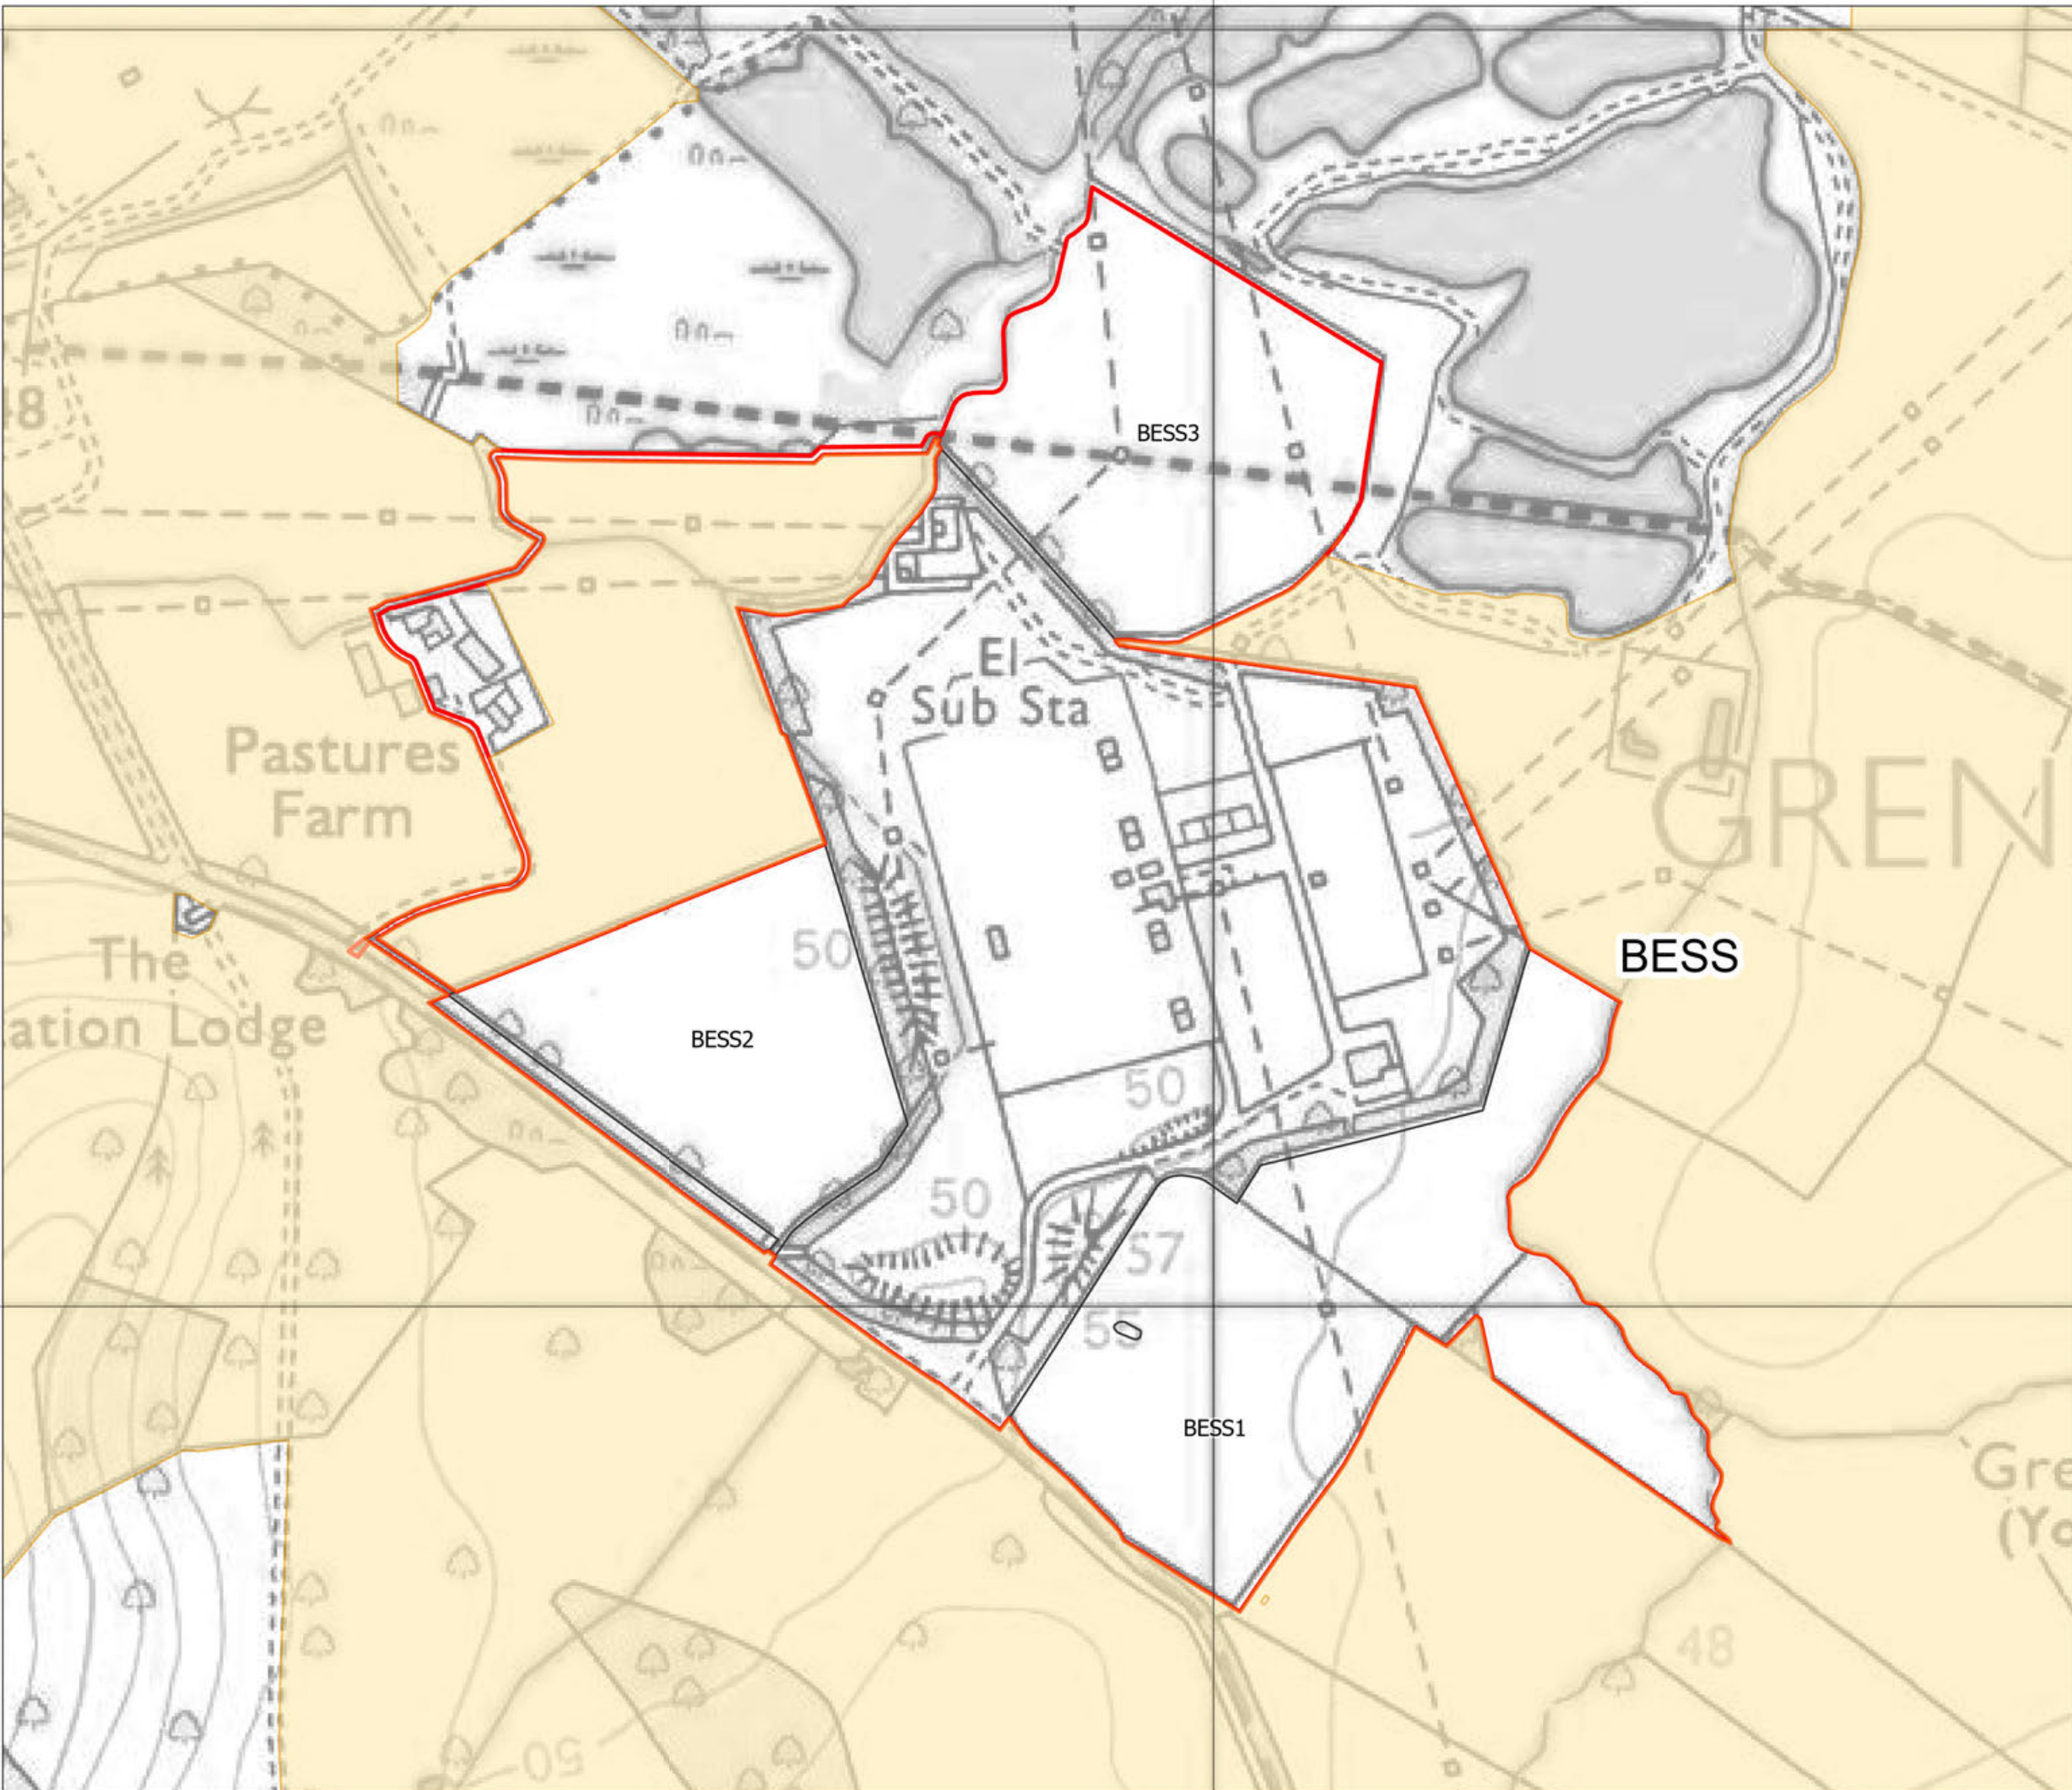 BESS3
El
Sub Sta
Pastures
Farm
GREN
BESS
50
The
ation Lodge
BESS2
50
50
57
55
BESS1
Gre
(Yo
48
50